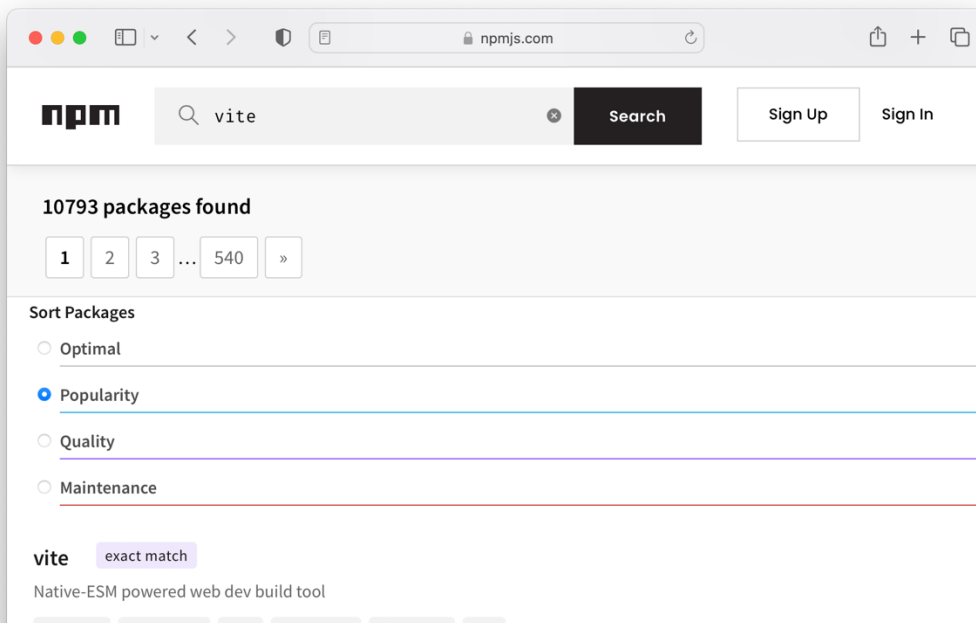 npmjs.com
npm vite Search Sign Up Sign In
10793 packages found
1 2 3 ... 540 »
Sort Packages
Optimal
Popularity
Quality
Maintenance
vite exact match
Native-ESM powered web dev build tool